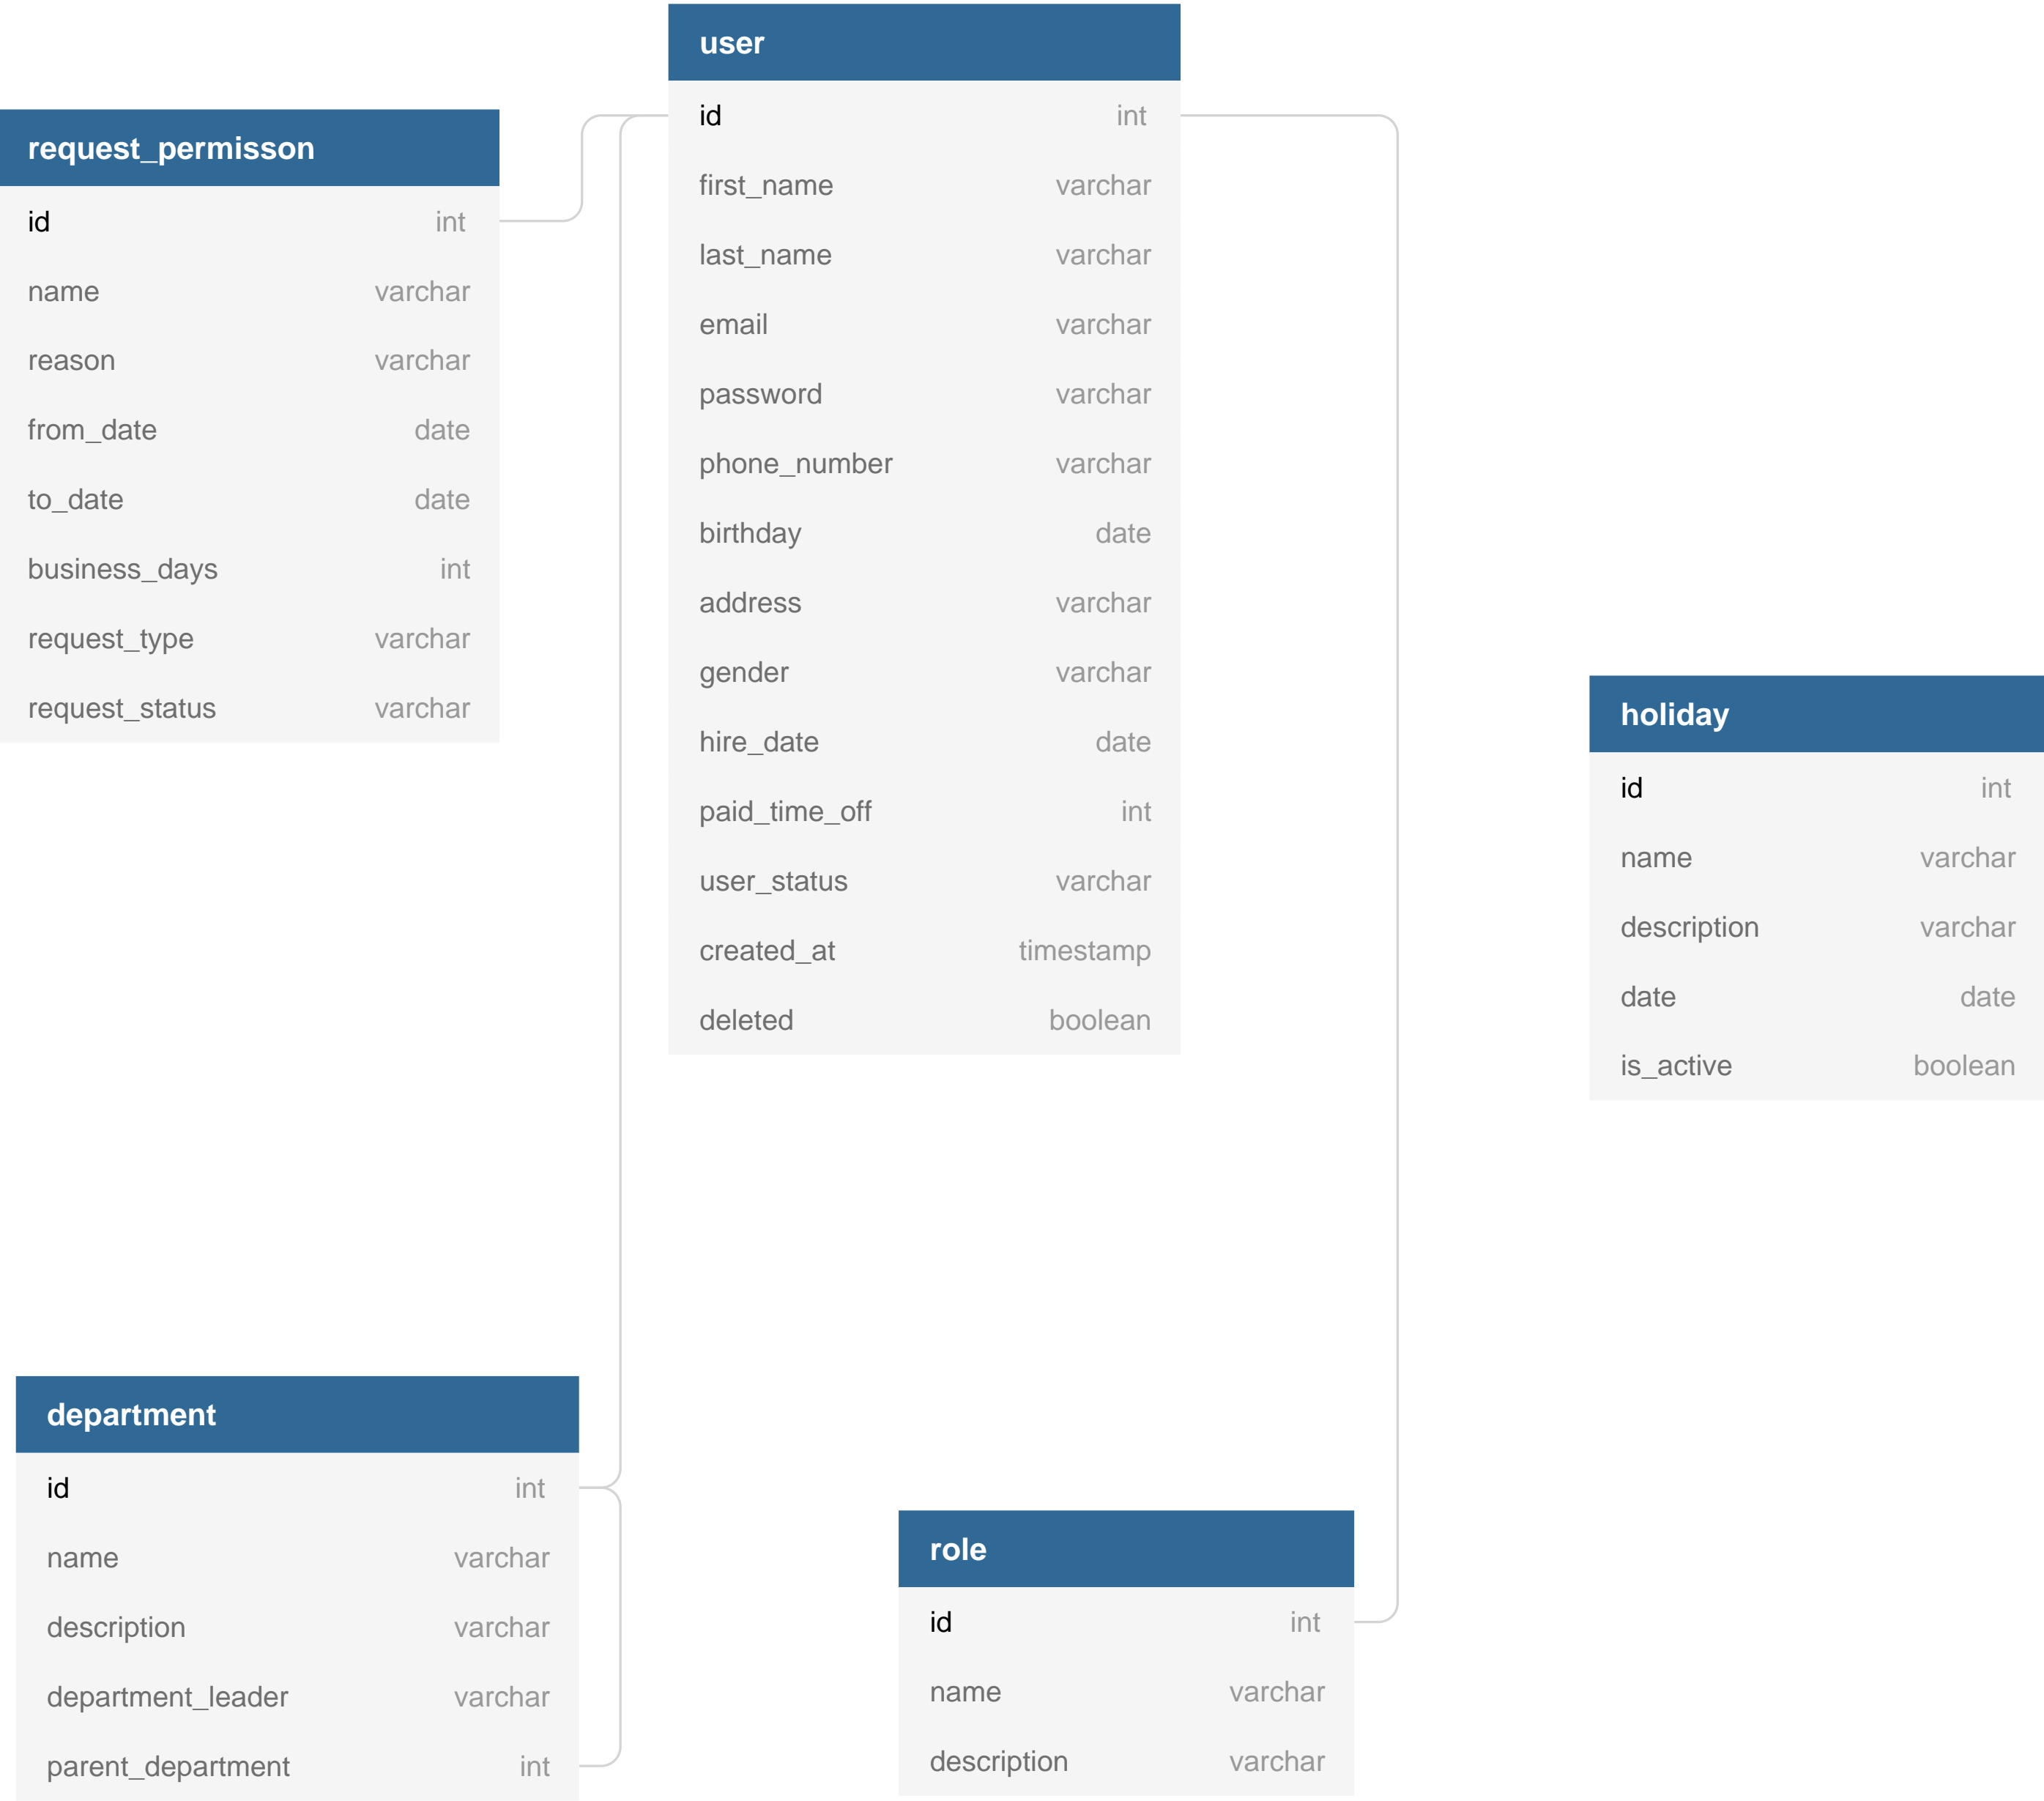 user
id int
first_name varchar
last_name varchar
email varchar
password varchar
phone_number varchar
birthday date
address varchar
gender varchar
hire_date date
paid_time_off int
user_status varchar
created_at timestamp
deleted boolean
request_permisson
id int
name varchar
reason varchar
from_date date
to_date date
business_days int
request_type varchar
request_status varchar
holiday
id int
name varchar
description varchar
date date
is_active boolean
department
id int
name varchar
description varchar
department_leader varchar
parent_department int
role
id int
name varchar
description varchar